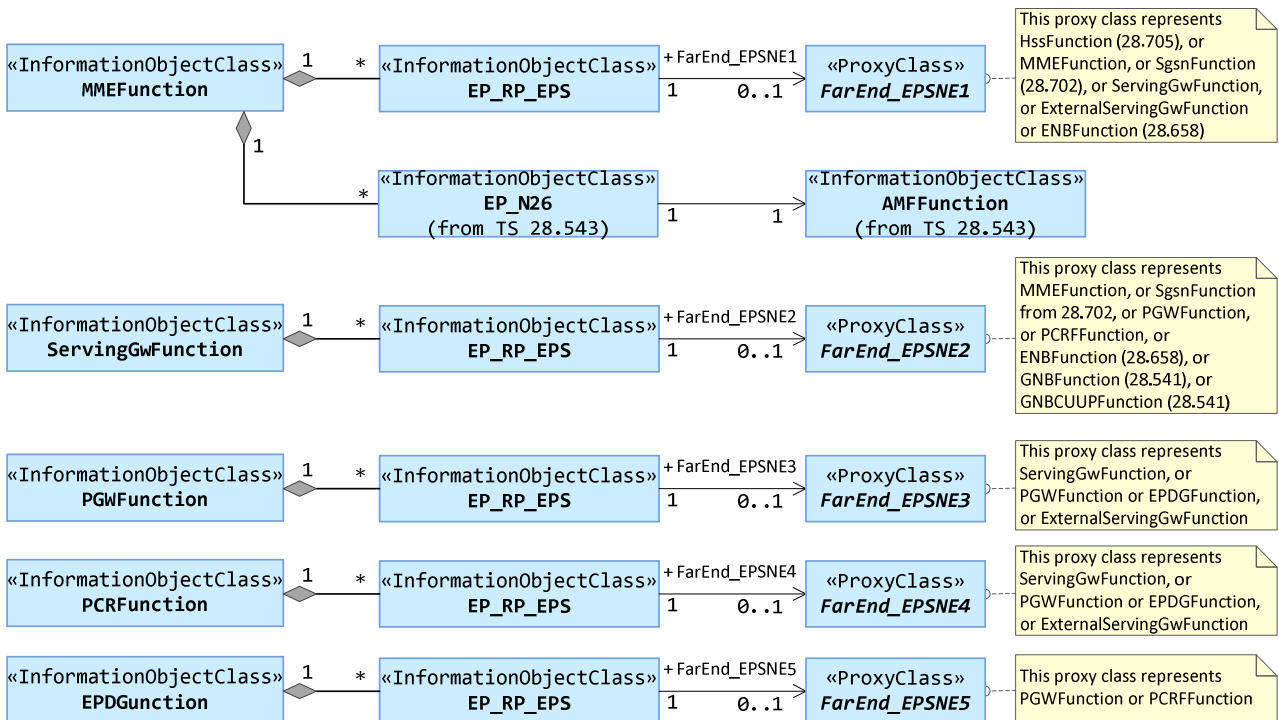 «InformationObjectClass»
MMEFunction
1
*
«InformationObjectClass»
EP_RP_EPS
+FarEnd_EPSNE1
1
0..1
«ProxyClass»
FarEnd_EPSNE1
This proxy class represents
HssFunction (28.705), or
MMEFunction, or SgsnFunction
(28.702), or ServingGwFunction,
or ExternalServingGwFunction
or ENBFunction (28.658)
1
*
«InformationObjectClass»
EP_N26
(from TS 28.543)
1
1
«InformationObjectClass»
AMFFunction
(from TS 28.543)
«InformationObjectClass»
ServingGwFunction
1
*
«InformationObjectClass»
EP_RP_EPS
+FarEnd_EPSNE2
1
0..1
«ProxyClass»
FarEnd_EPSNE2
This proxy class represents
MMEFunction, or SgsnFunction
from 28.702, or PGWFunction,
or PCRFFunction, or
ENBFunction (28.658), or
GNBFunction (28.541), or
GNBCUUPFunction (28.541)
«InformationObjectClass»
PGWFunction
1
*
«InformationObjectClass»
EP_RP_EPS
+FarEnd_EPSNE3
1
0..1
«ProxyClass»
FarEnd_EPSNE3
This proxy class represents
ServingGwFunction, or
PGWFunction or EPDGFunction,
or ExternalServingGwFunction
«InformationObjectClass»
PCRFunction
1
*
«InformationObjectClass»
EP_RP_EPS
+FarEnd_EPSNE4
1
0..1
«ProxyClass»
FarEnd_EPSNE4
This proxy class represents
ServingGwFunction, or
PGWFunction or EPDGFunction,
or ExternalServingGwFunction
«InformationObjectClass»
EPDGunction
1
*
«InformationObjectClass»
EP_RP_EPS
+FarEnd_EPSNE5
1
0..1
«ProxyClass»
FarEnd_EPSNE5
This proxy class represents
PGWFunction or PCRFFunction